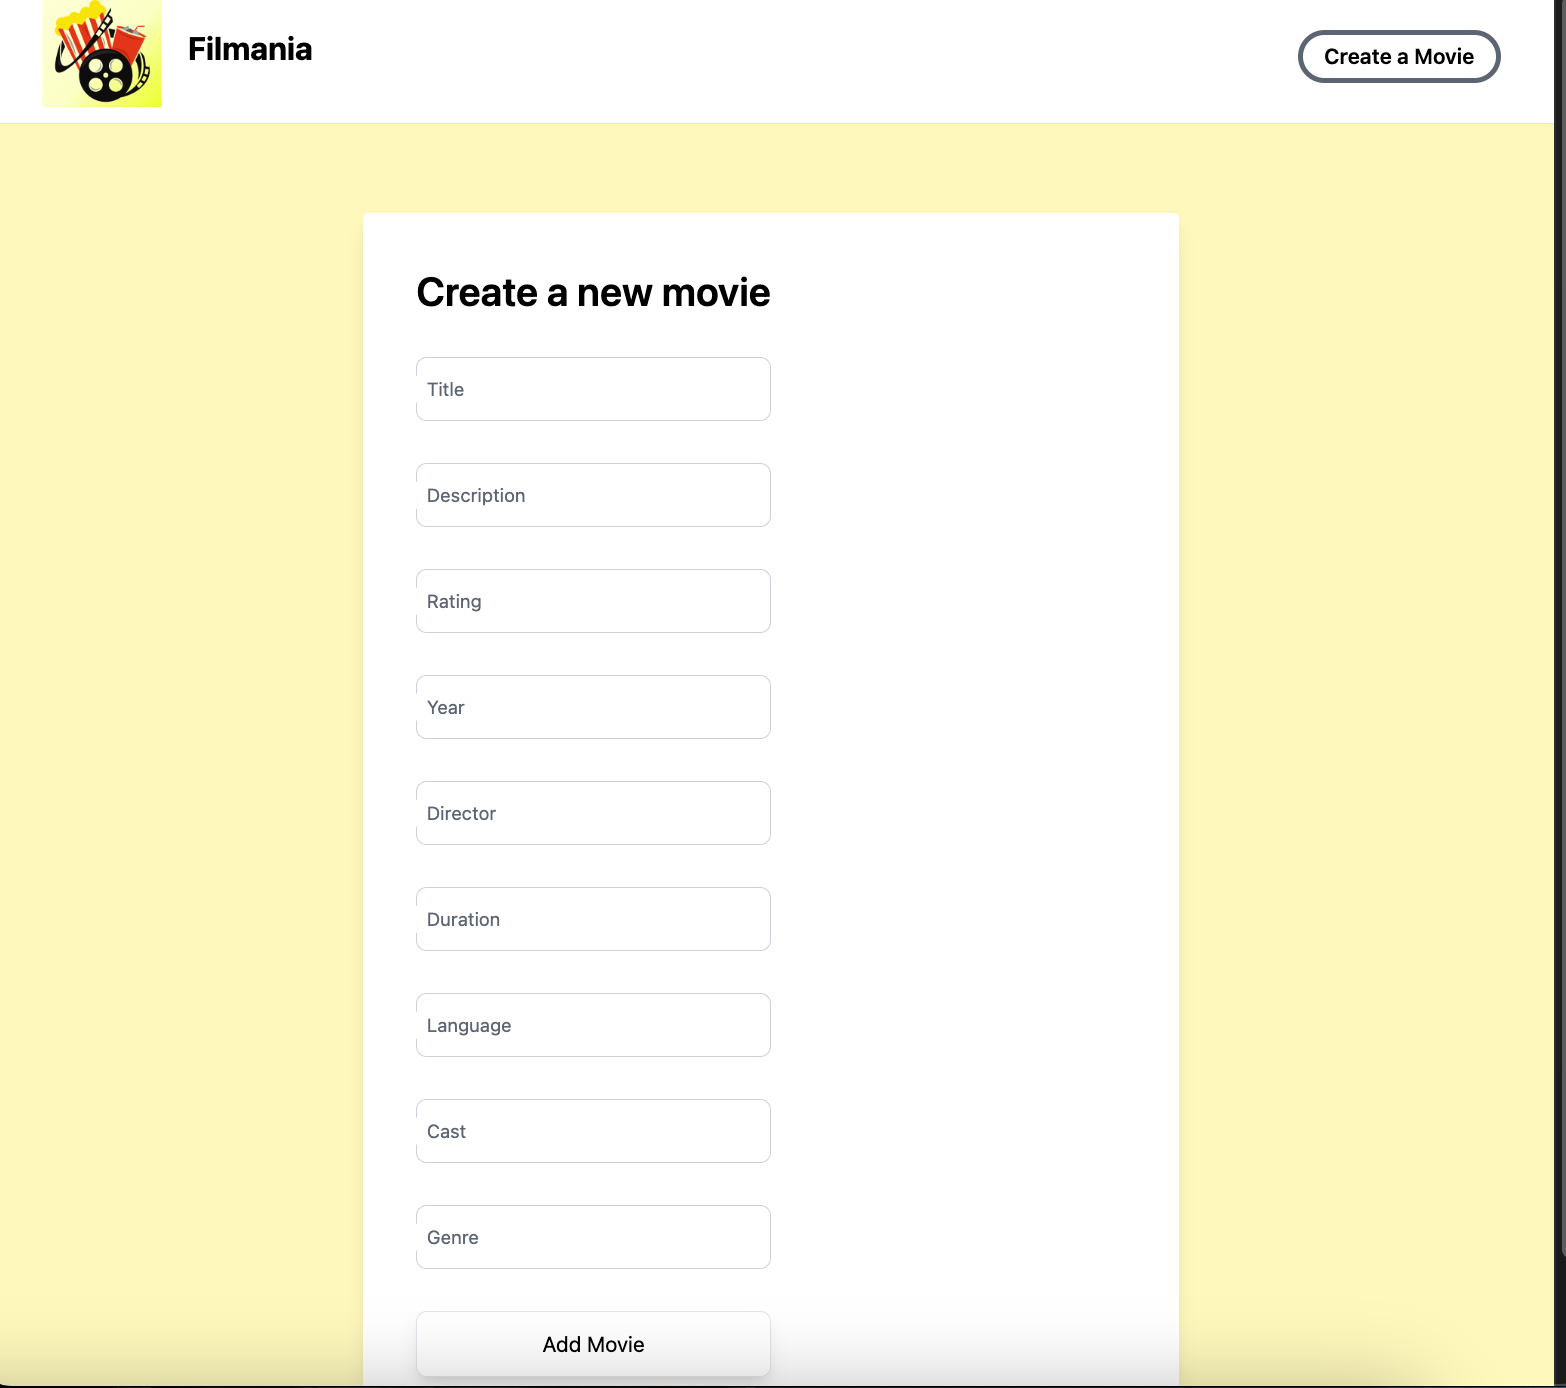 Filmania
Create a Movie
Create a new movie
Title
Description
Rating
Year
Director
Duration
Language
Cast
Genre
Add Movie